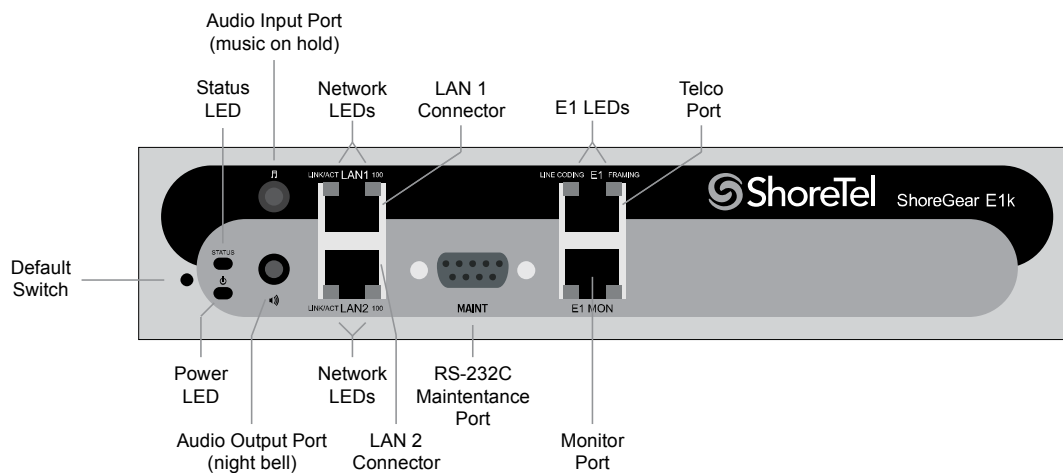 Audio Input Port
(music on hold)
Status
LED
Network
LEDs
LAN 1
Connector
E1 LEDs
Telco
Port
LINK/ACT LAN1 100
LINE CODING E1 FRAMING
ShoreTel
ShoreGear E1k
STATUS
Default
Switch
LINK/ACT LAN2 100
MAINT
E1 MON
Power
LED
Network
LEDs
RS-232C
Maintentance
Port
Audio Output Port
(night bell)
LAN 2
Connector
Monitor
Port